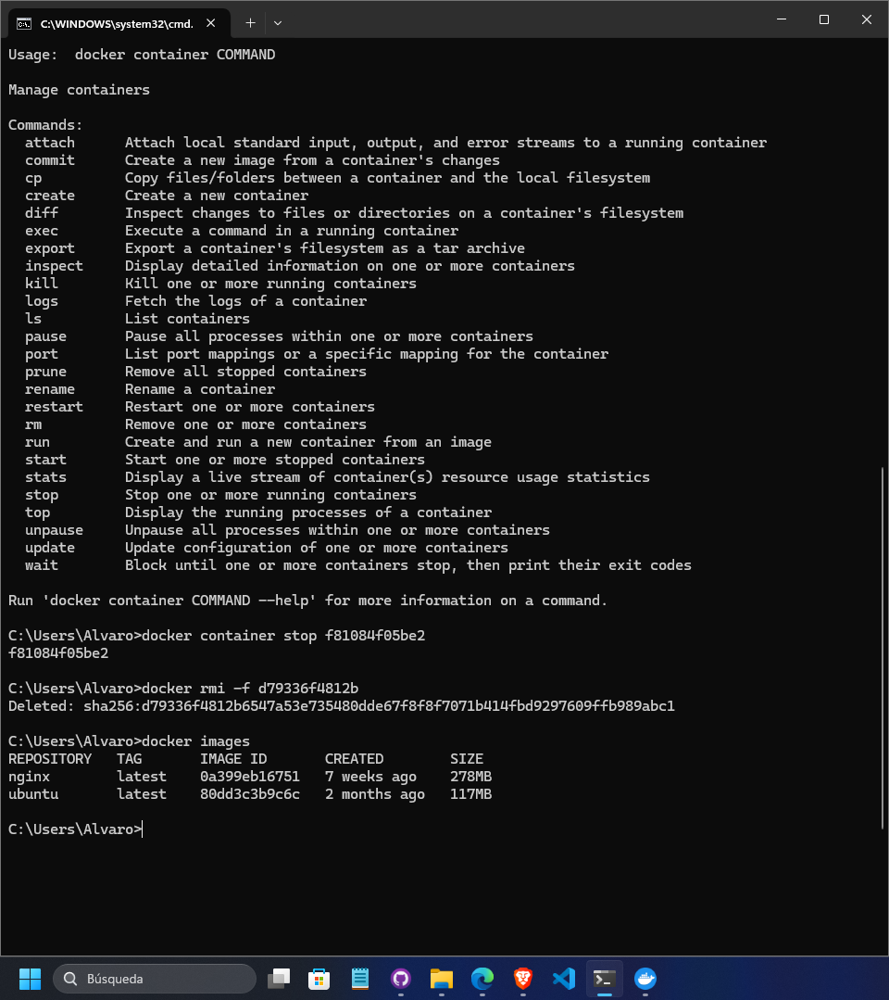 C:\WINDOWS\system32\cmd.
Usage:  docker container COMMAND
Manage containers
Commands:
  attach      Attach local standard input, output, and error streams to a running container
  commit      Create a new image from a container's changes
  cp          Copy files/folders between a container and the local filesystem
  create      Create a new container
  diff        Inspect changes to files or directories on a container's filesystem
  exec        Execute a command in a running container
  export      Export a container's filesystem as a tar archive
  inspect     Display detailed information on one or more containers
  kill        Kill one or more running containers
  logs        Fetch the logs of a container
  ls          List containers
  pause       Pause all processes within one or more containers
  port        List port mappings or a specific mapping for the container
  prune       Remove all stopped containers
  rename      Rename a container
  restart     Restart one or more containers
  rm          Remove one or more containers
  run         Create and run a new container from an image
  start       Start one or more stopped containers
  stats       Display a live stream of container(s) resource usage statistics
  stop        Stop one or more running containers
  top         Display the running processes of a container
  unpause     Unpause all processes within one or more containers
  update      Update configuration of one or more containers
  wait        Block until one or more containers stop, then print their exit codes
Run 'docker container COMMAND --help' for more information on a command.
C:\Users\Alvaro>docker container stop f81084f05be2
f81084f05be2
C:\Users\Alvaro>docker rmi -f d79336f4812b
Deleted: sha256:d79336f4812b6547a53e735480dde67f8f8f7071b414fbd9297609ffb989abc1
C:\Users\Alvaro>docker images
REPOSITORY   TAG       IMAGE ID       CREATED        SIZE
nginx        latest    0a399eb16751   7 weeks ago    278MB
ubuntu       latest    80dd3c3b9c6c   2 months ago   117MB
C:\Users\Alvaro>
Búsqueda